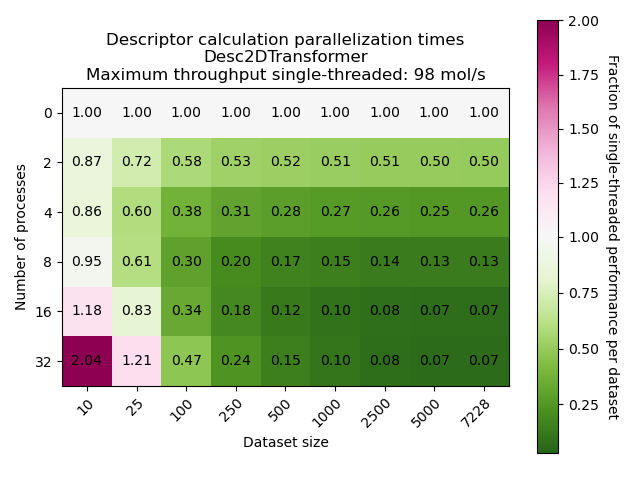 Descriptor calculation parallelization times
Desc2DTransformer
Maximum throughput single-threaded: 98 mol/s
0 1.00 1.00 1.00 1.00 1.00 1.00 1.00 1.00 1.00
2 0.87 0.72 0.58 0.53 0.52 0.51 0.51 0.50 0.50
4 0.86 0.60 0.38 0.31 0.28 0.27 0.26 0.25 0.26
8 0.95 0.61 0.30 0.20 0.17 0.15 0.14 0.13 0.13
16 1.18 0.83 0.34 0.18 0.12 0.10 0.08 0.07 0.07
32 2.04 1.21 0.47 0.24 0.15 0.10 0.08 0.07 0.07
10 25 100 250 500 1000 2500 5000 7228
Dataset size
Number of processes
2.00
1.75
1.50
1.25
1.00
0.75
0.50
0.25
Fraction of single-threaded performance per dataset